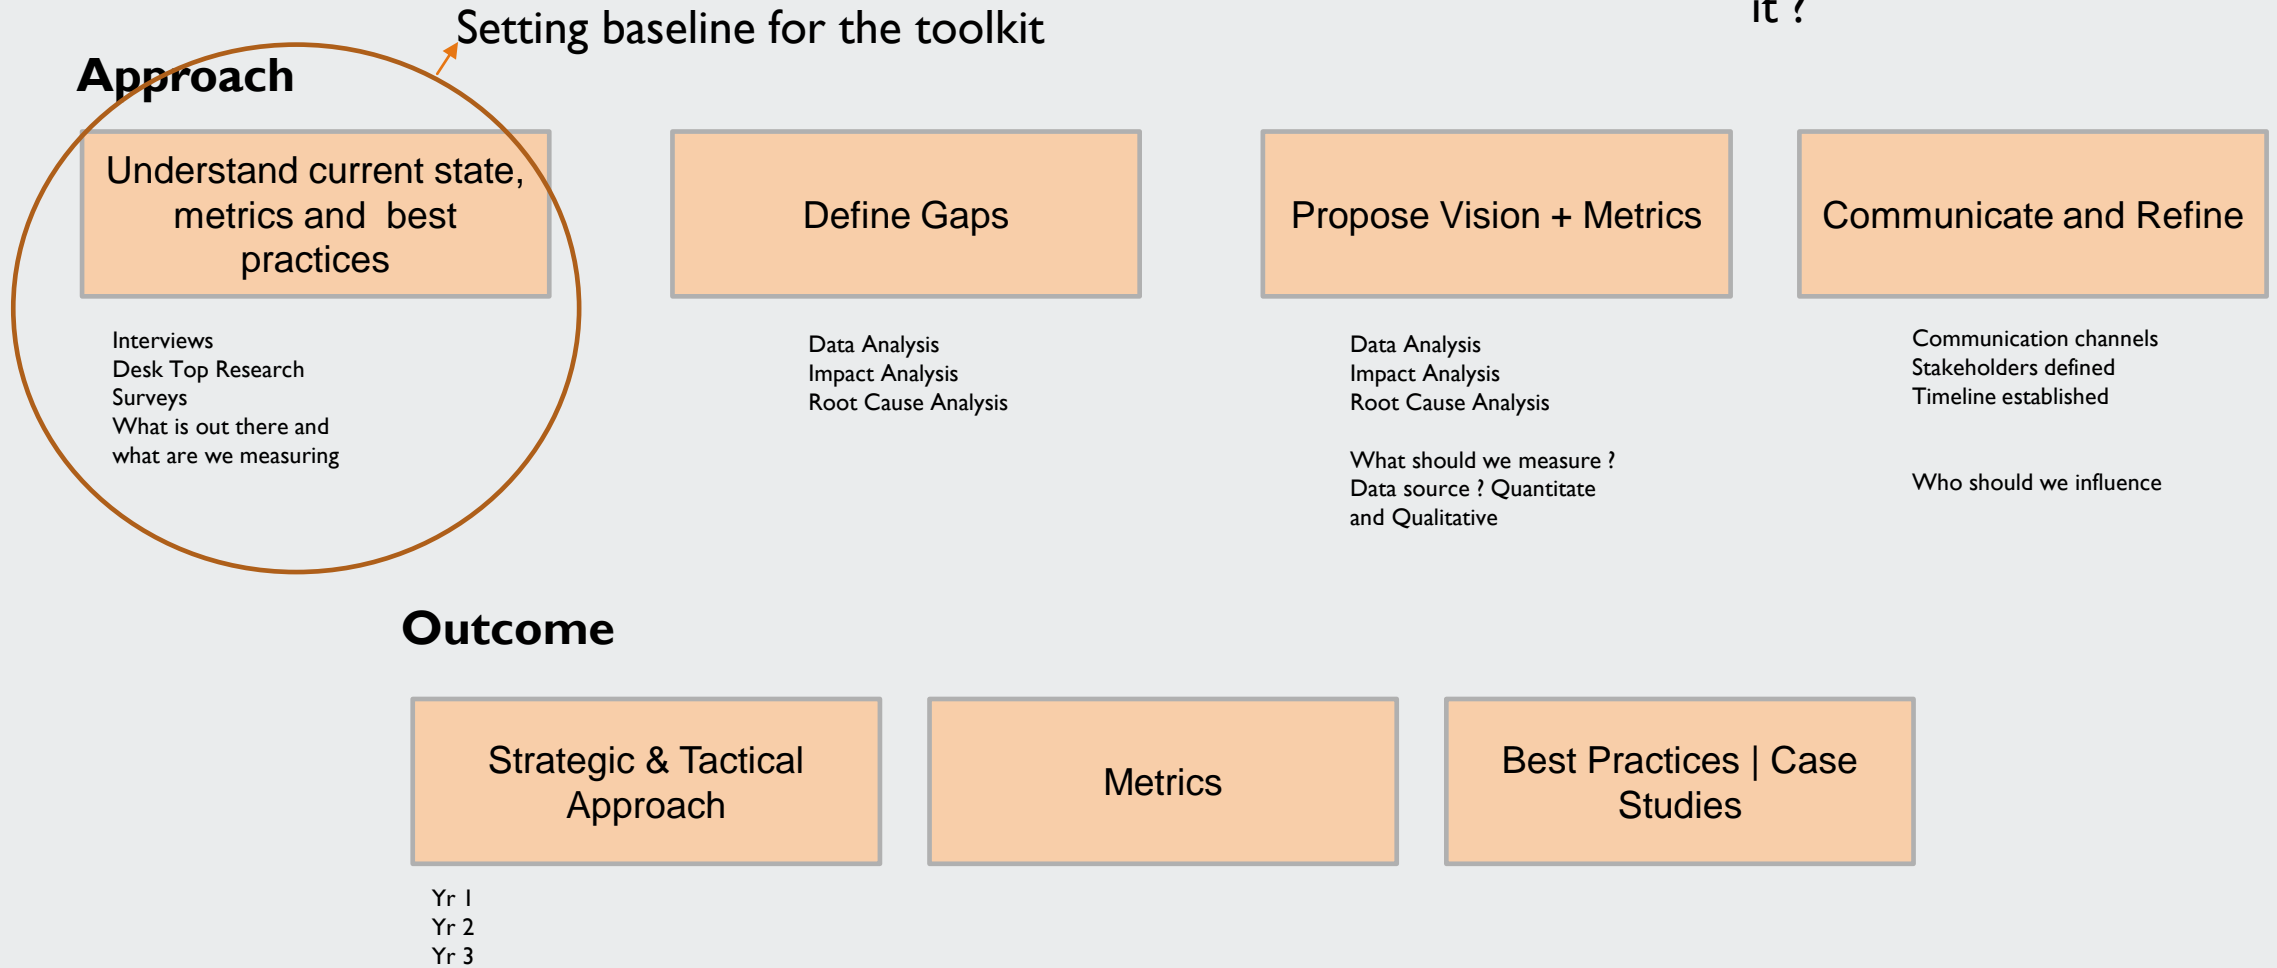 it ?
Setting baseline for the toolkit
Approach
Understand current state,
metrics and best
practices
Interviews
Desk Top Research
Surveys
What is out there and
what are we measuring
Define Gaps
Data Analysis
Impact Analysis
Root Cause Analysis
Propose Vision + Metrics
Data Analysis
Impact Analysis
Root Cause Analysis
What should we measure ?
Data source ? Quantitate
and Qualitative
Communicate and Refine
Communication channels
Stakeholders defined
Timeline established
Who should we influence
Outcome
Strategic & Tactical
Approach
Yr 1
Yr 2
Yr 3
Metrics
Best Practices | Case
Studies